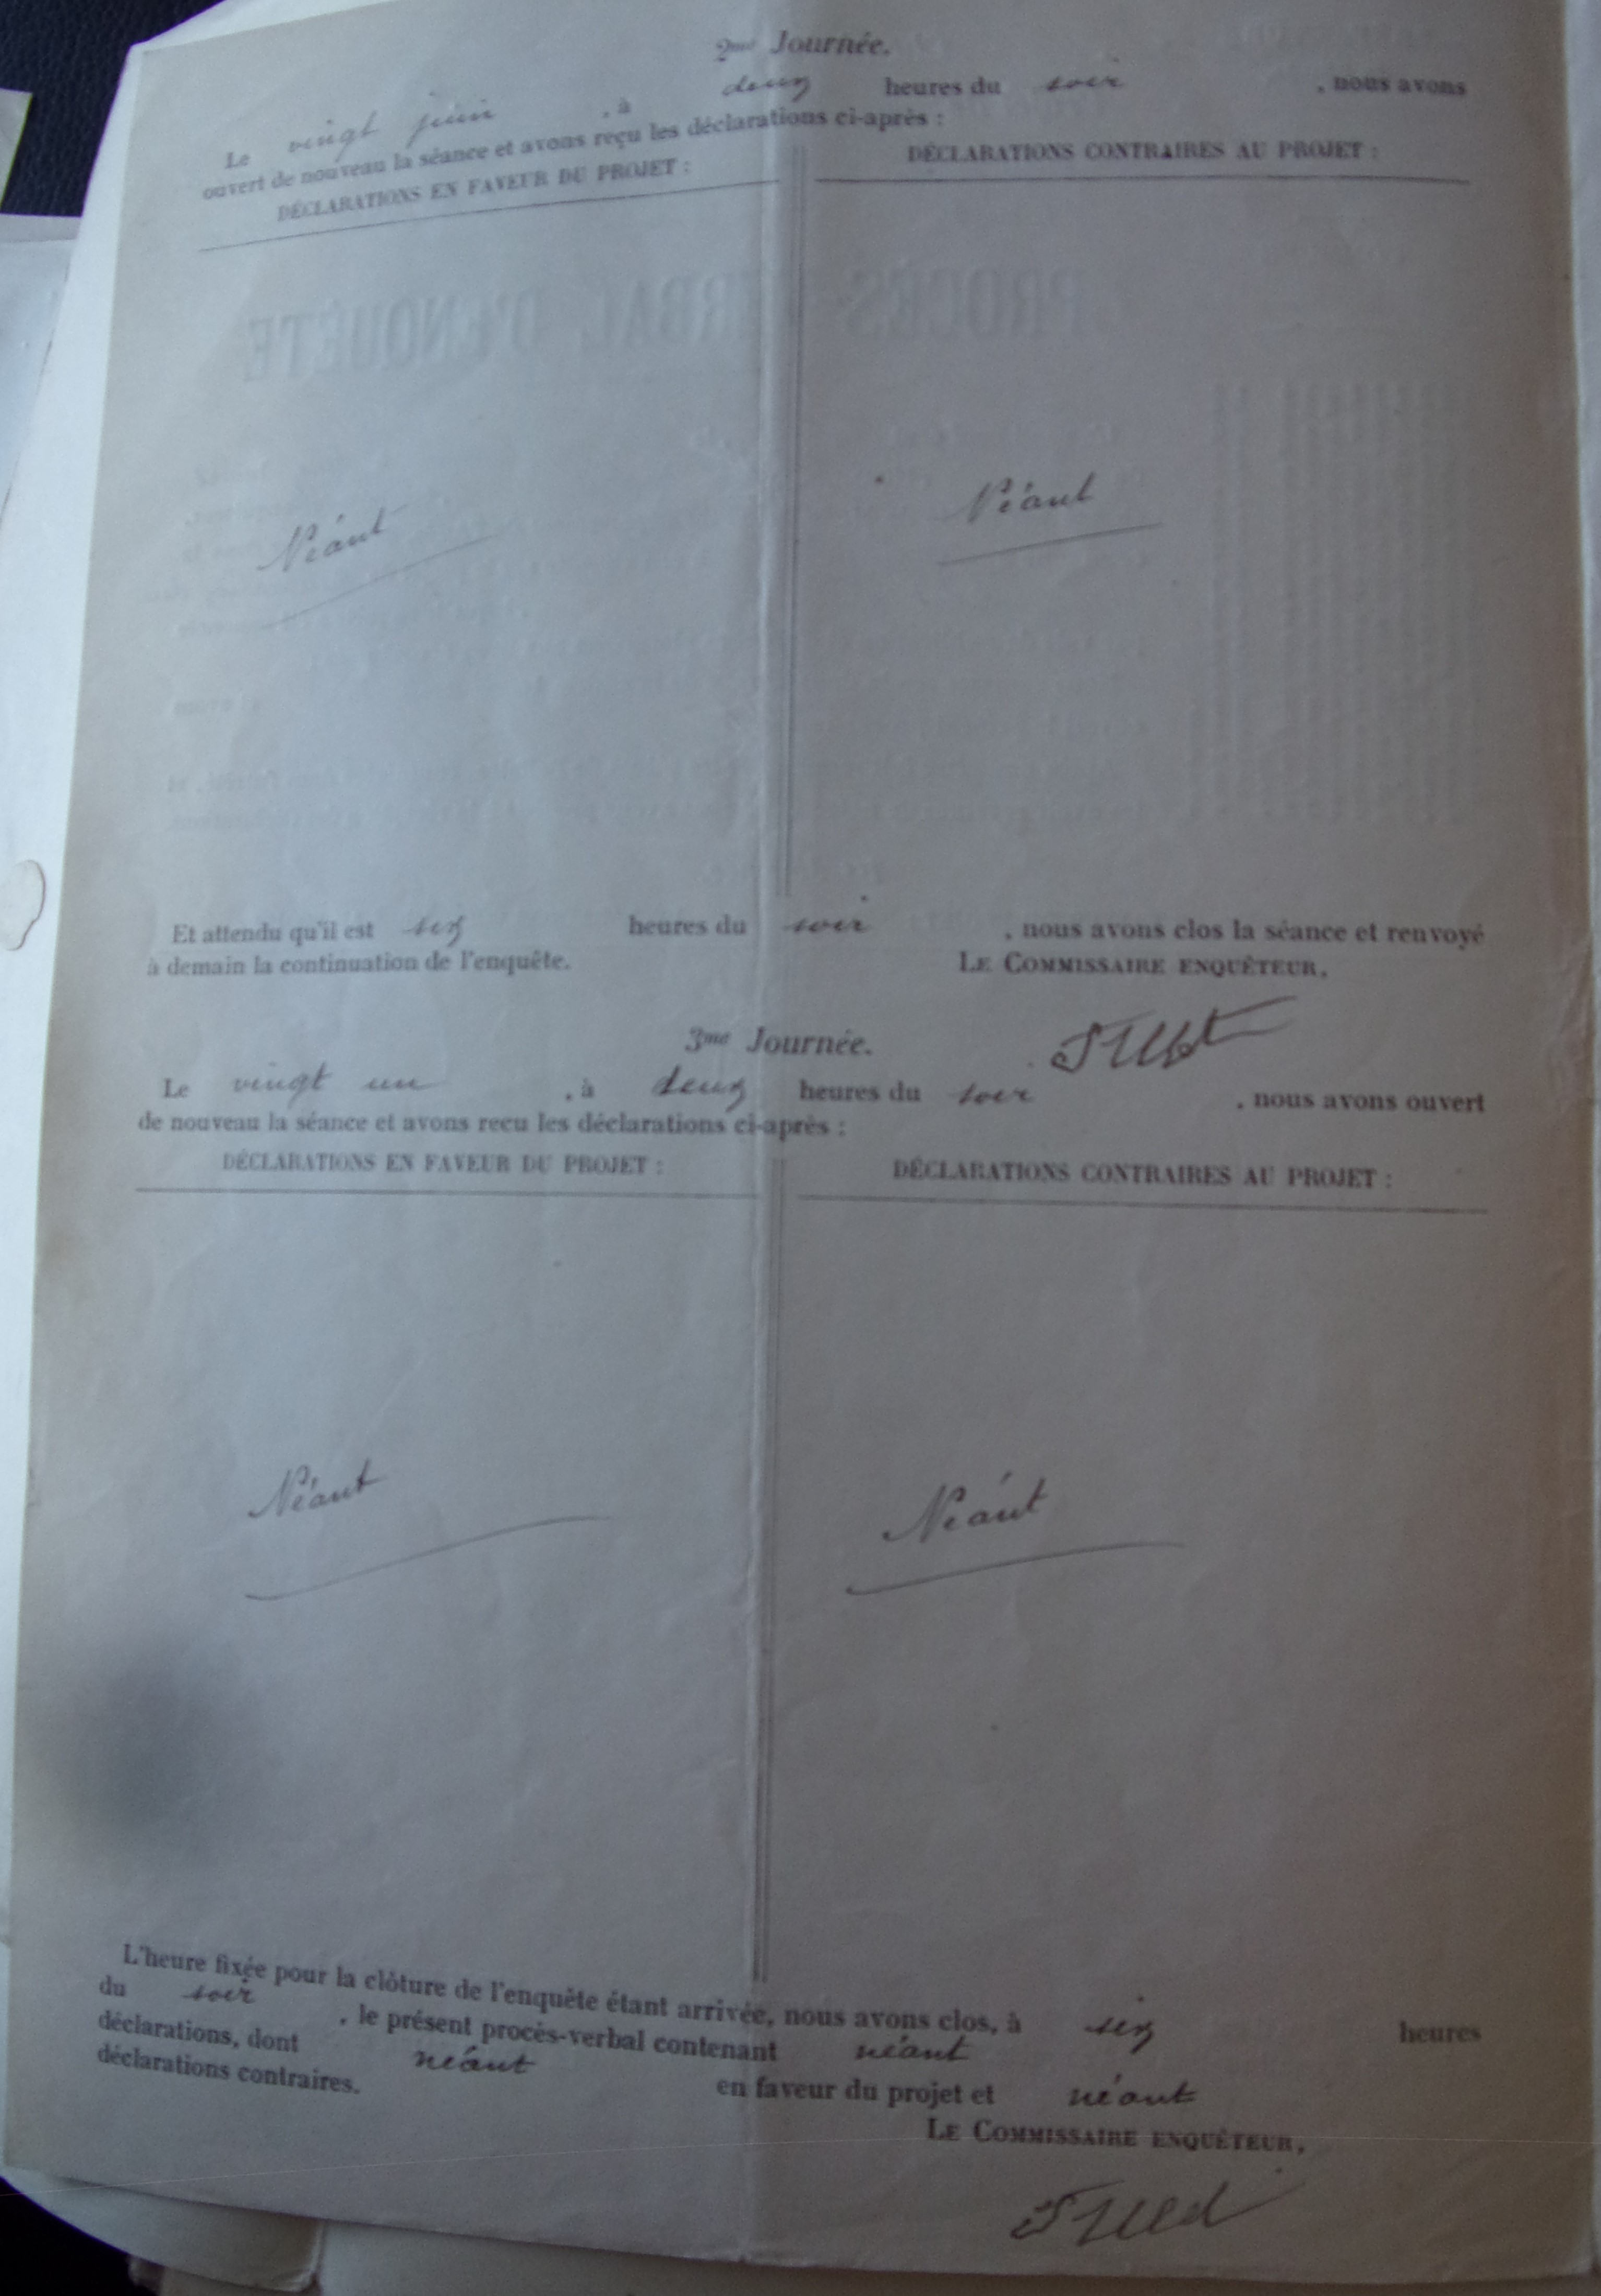 2me Journée.
Le vingt juin , à deux heures du soir , nous avons
ouvert de nouveau la séance et avons reçu les déclarations ci-après :
DÉCLARATIONS EN FAVEUR DU PROJET :
DÉCLARATIONS CONTRAIRES AU PROJET :
PROCÈS-VERBAL D'ENQUÊTE
Néant
Néant
Et attendu qu'il est six heures du soir , nous avons clos la séance et renvoyé
à demain la continuation de l'enquête.
LE COMMISSAIRE ENQUÊTEUR,
3me Journée.
Le vingt un , à deux heures du soir , nous avons ouvert
de nouveau la séance et avons reçu les déclarations ci-après :
DÉCLARATIONS EN FAVEUR DU PROJET :
DÉCLARATIONS CONTRAIRES AU PROJET :
Néant
Néant
L'heure fixée pour la clôture de l'enquête étant arrivée, nous avons clos, à six heures
du soir , le présent procès-verbal contenant néant
déclarations, dont néant en faveur du projet et néant
déclarations contraires.
LE COMMISSAIRE ENQUÊTEUR,